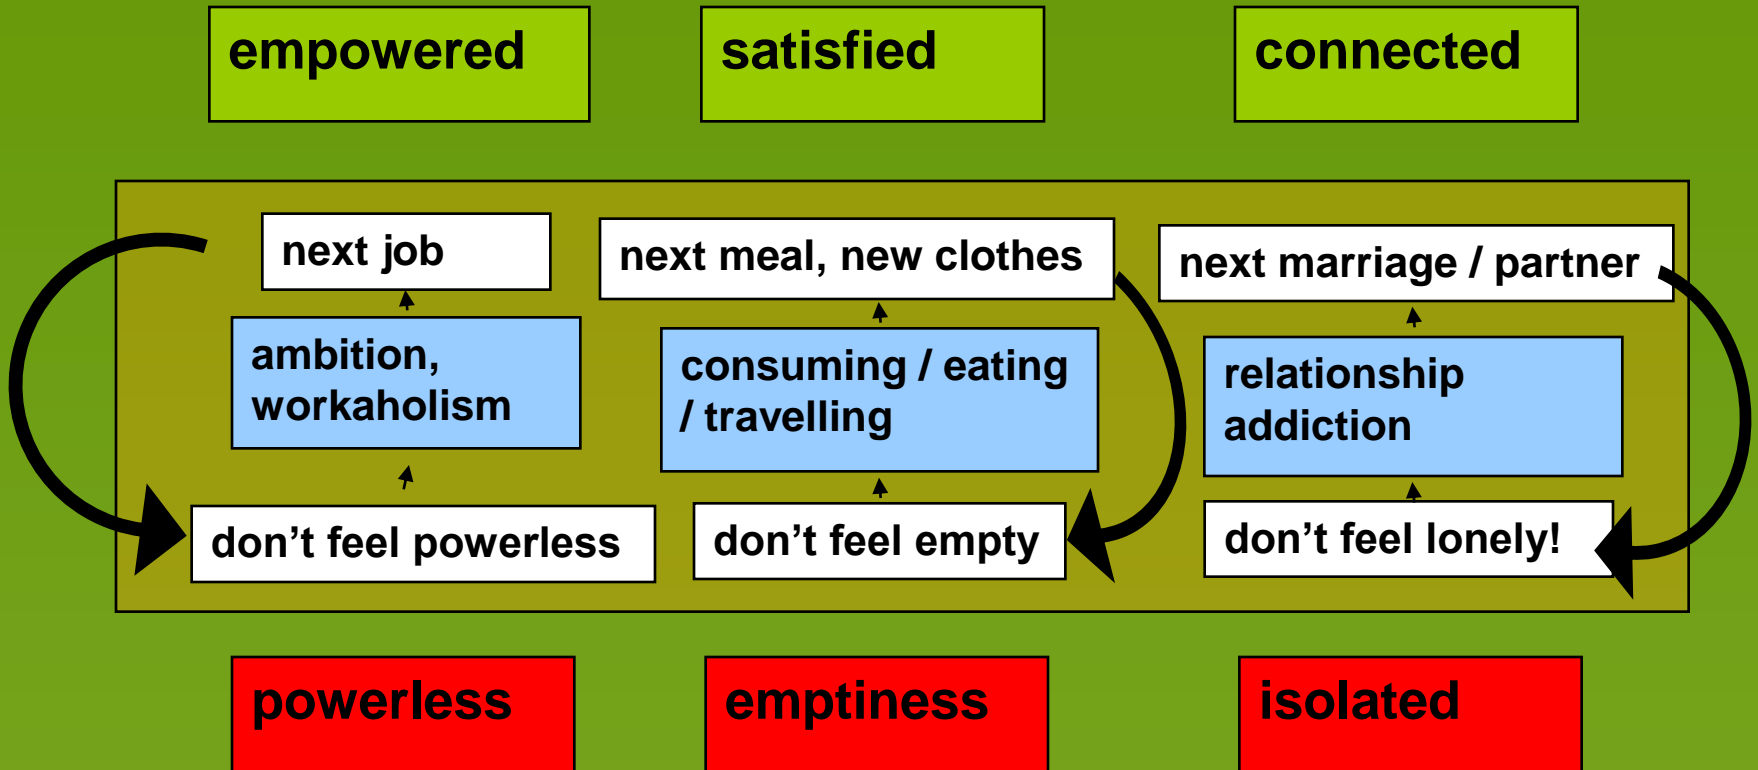 empowered
satisfied
connected
next job
next meal, new clothes
next marriage / partner
ambition,
workaholism
consuming / eating
/ travelling
relationship
addiction
don’t feel powerless
don’t feel empty
don’t feel lonely!
powerless
emptiness
isolated